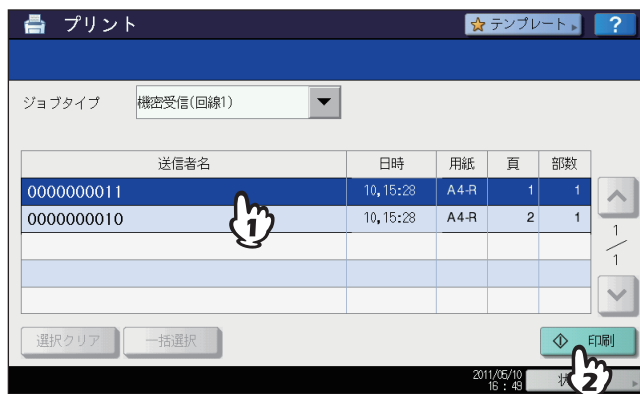 プリント
テンプレート
?
ジョブタイプ 機密受信(回線1)
送信者名 日時 用紙 頁 部数
0000000011 10,15:28 A4-R 1 1
0000000010 10,15:28 A4-R 2 1
1
1
1
選択クリア 一括選択 印刷
2
2011/05/10
16:49